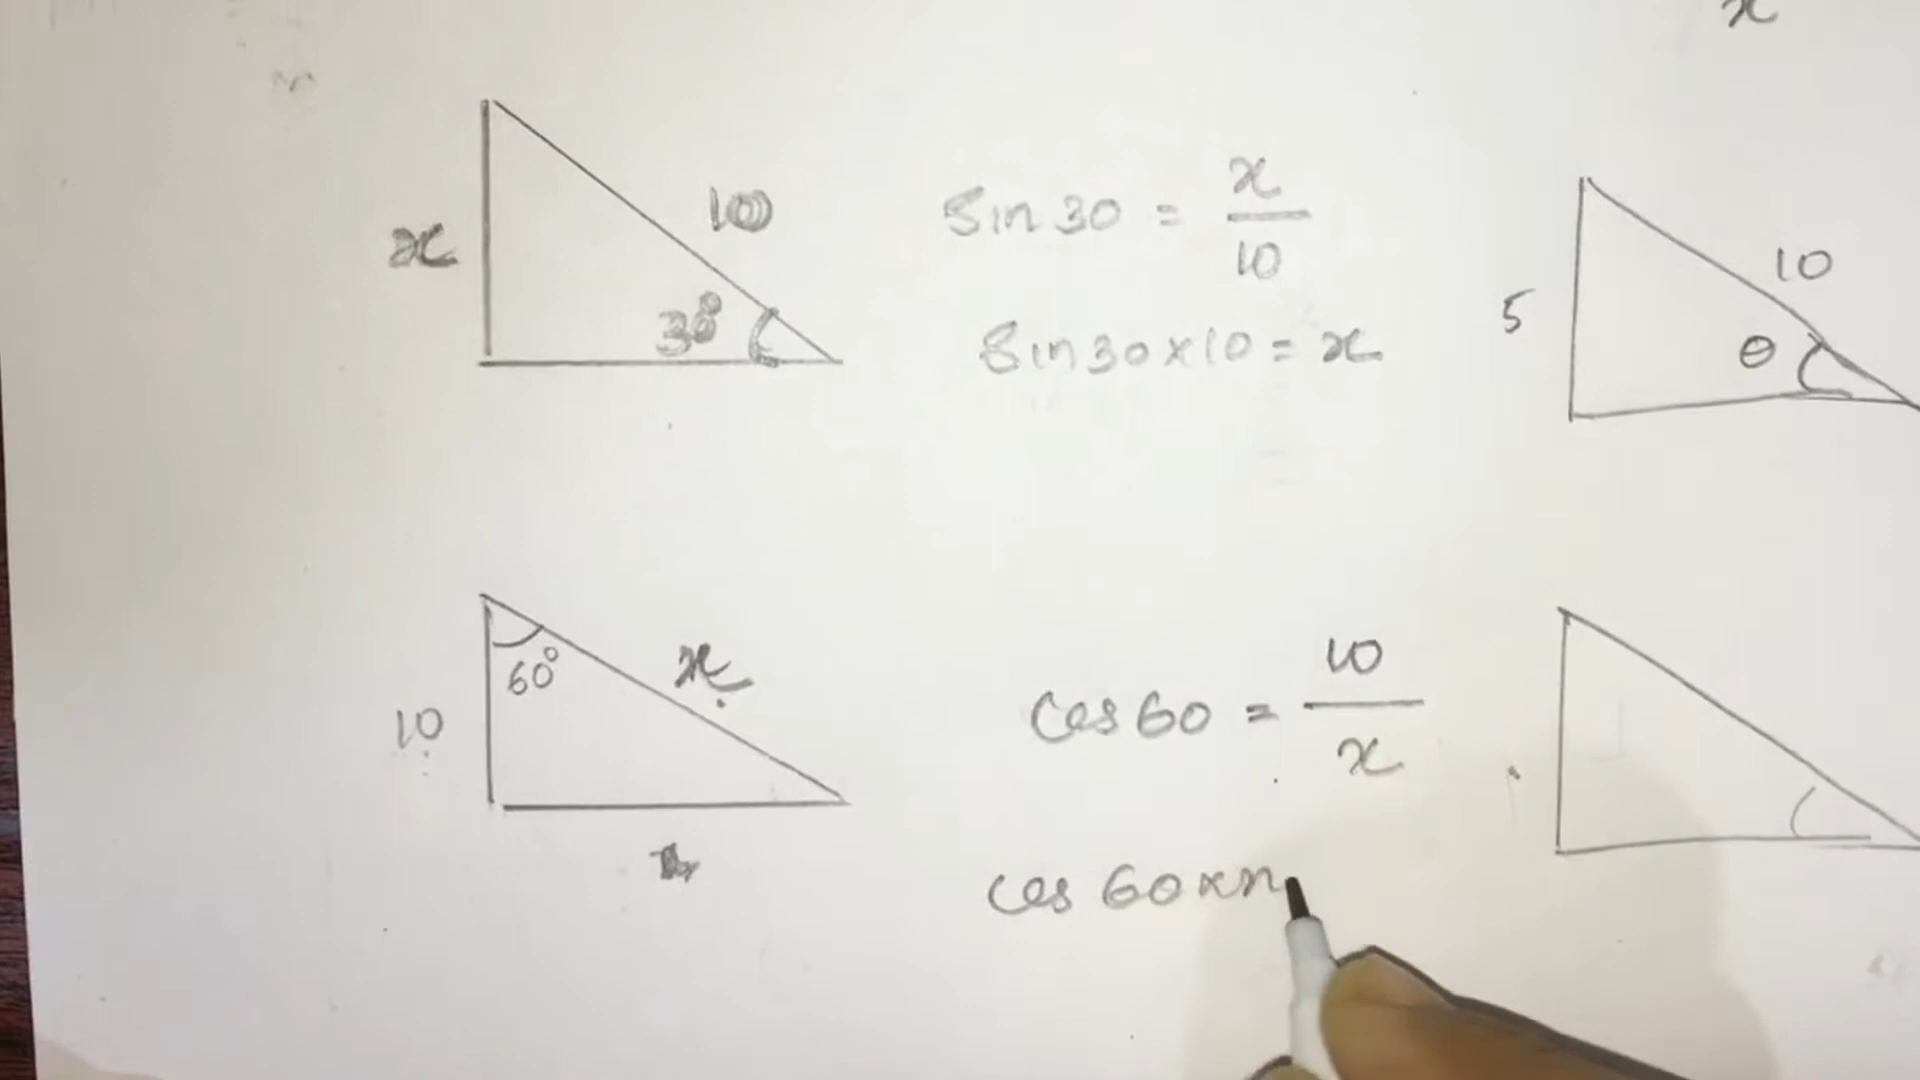 x
x
10
30°
sin 30 = x/10
sin 30 × 10 = x
5
10
θ
60°
x
10
cos 60 = 10/x
cos 60 × x